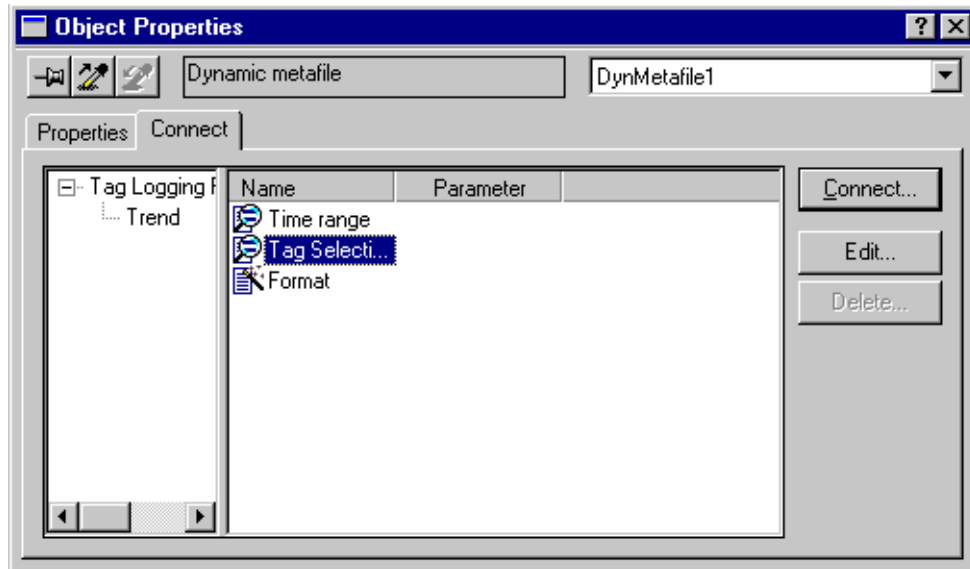 Object Properties
Dynamic metafile
DynMetafile1
Properties
Connect
Tag Logging
Trend
Name
Parameter
Time range
Tag Selecti...
Format
Connect...
Edit...
Delete...